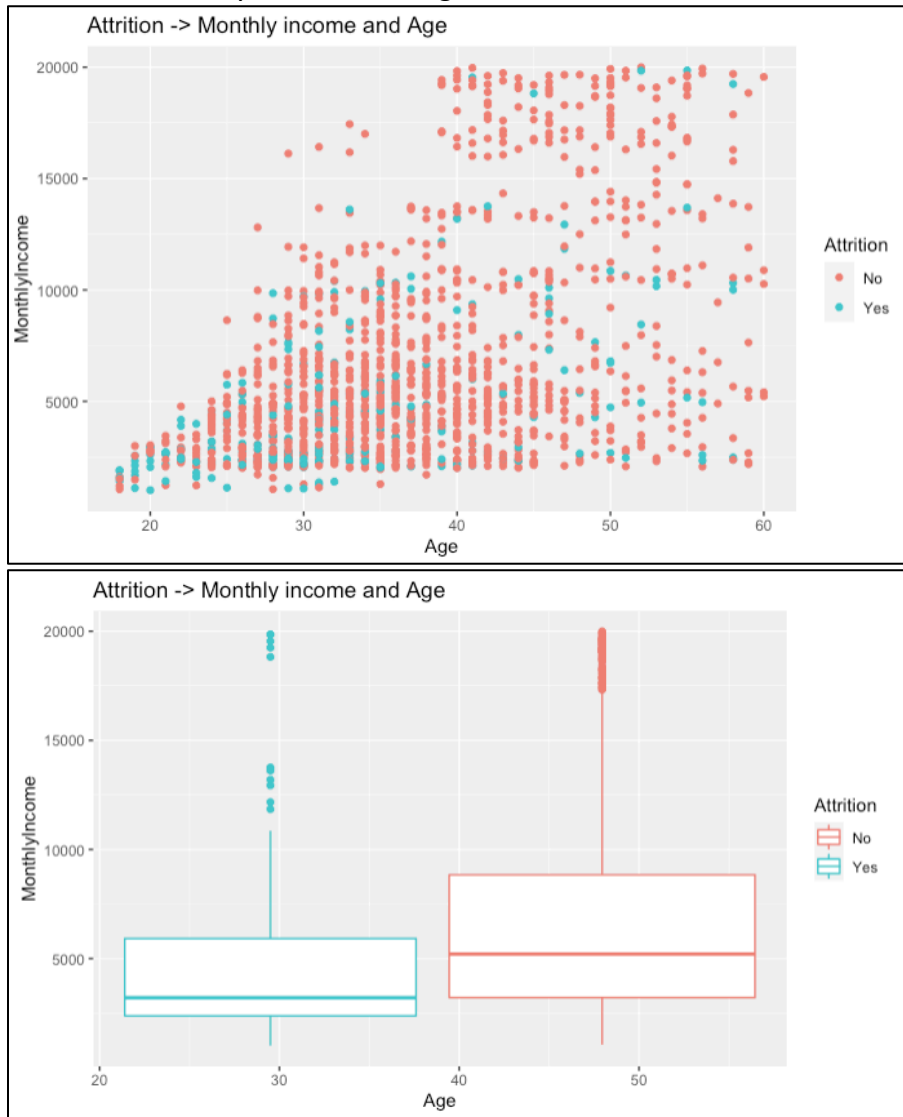 Attrition -> Monthly income and Age
20000
15000
10000
5000
MonthlyIncome
20
30
40
50
60
Age
Attrition
No
Yes
Attrition -> Monthly income and Age
20000
15000
10000
5000
MonthlyIncome
20
30
40
50
Age
Attrition
No
Yes